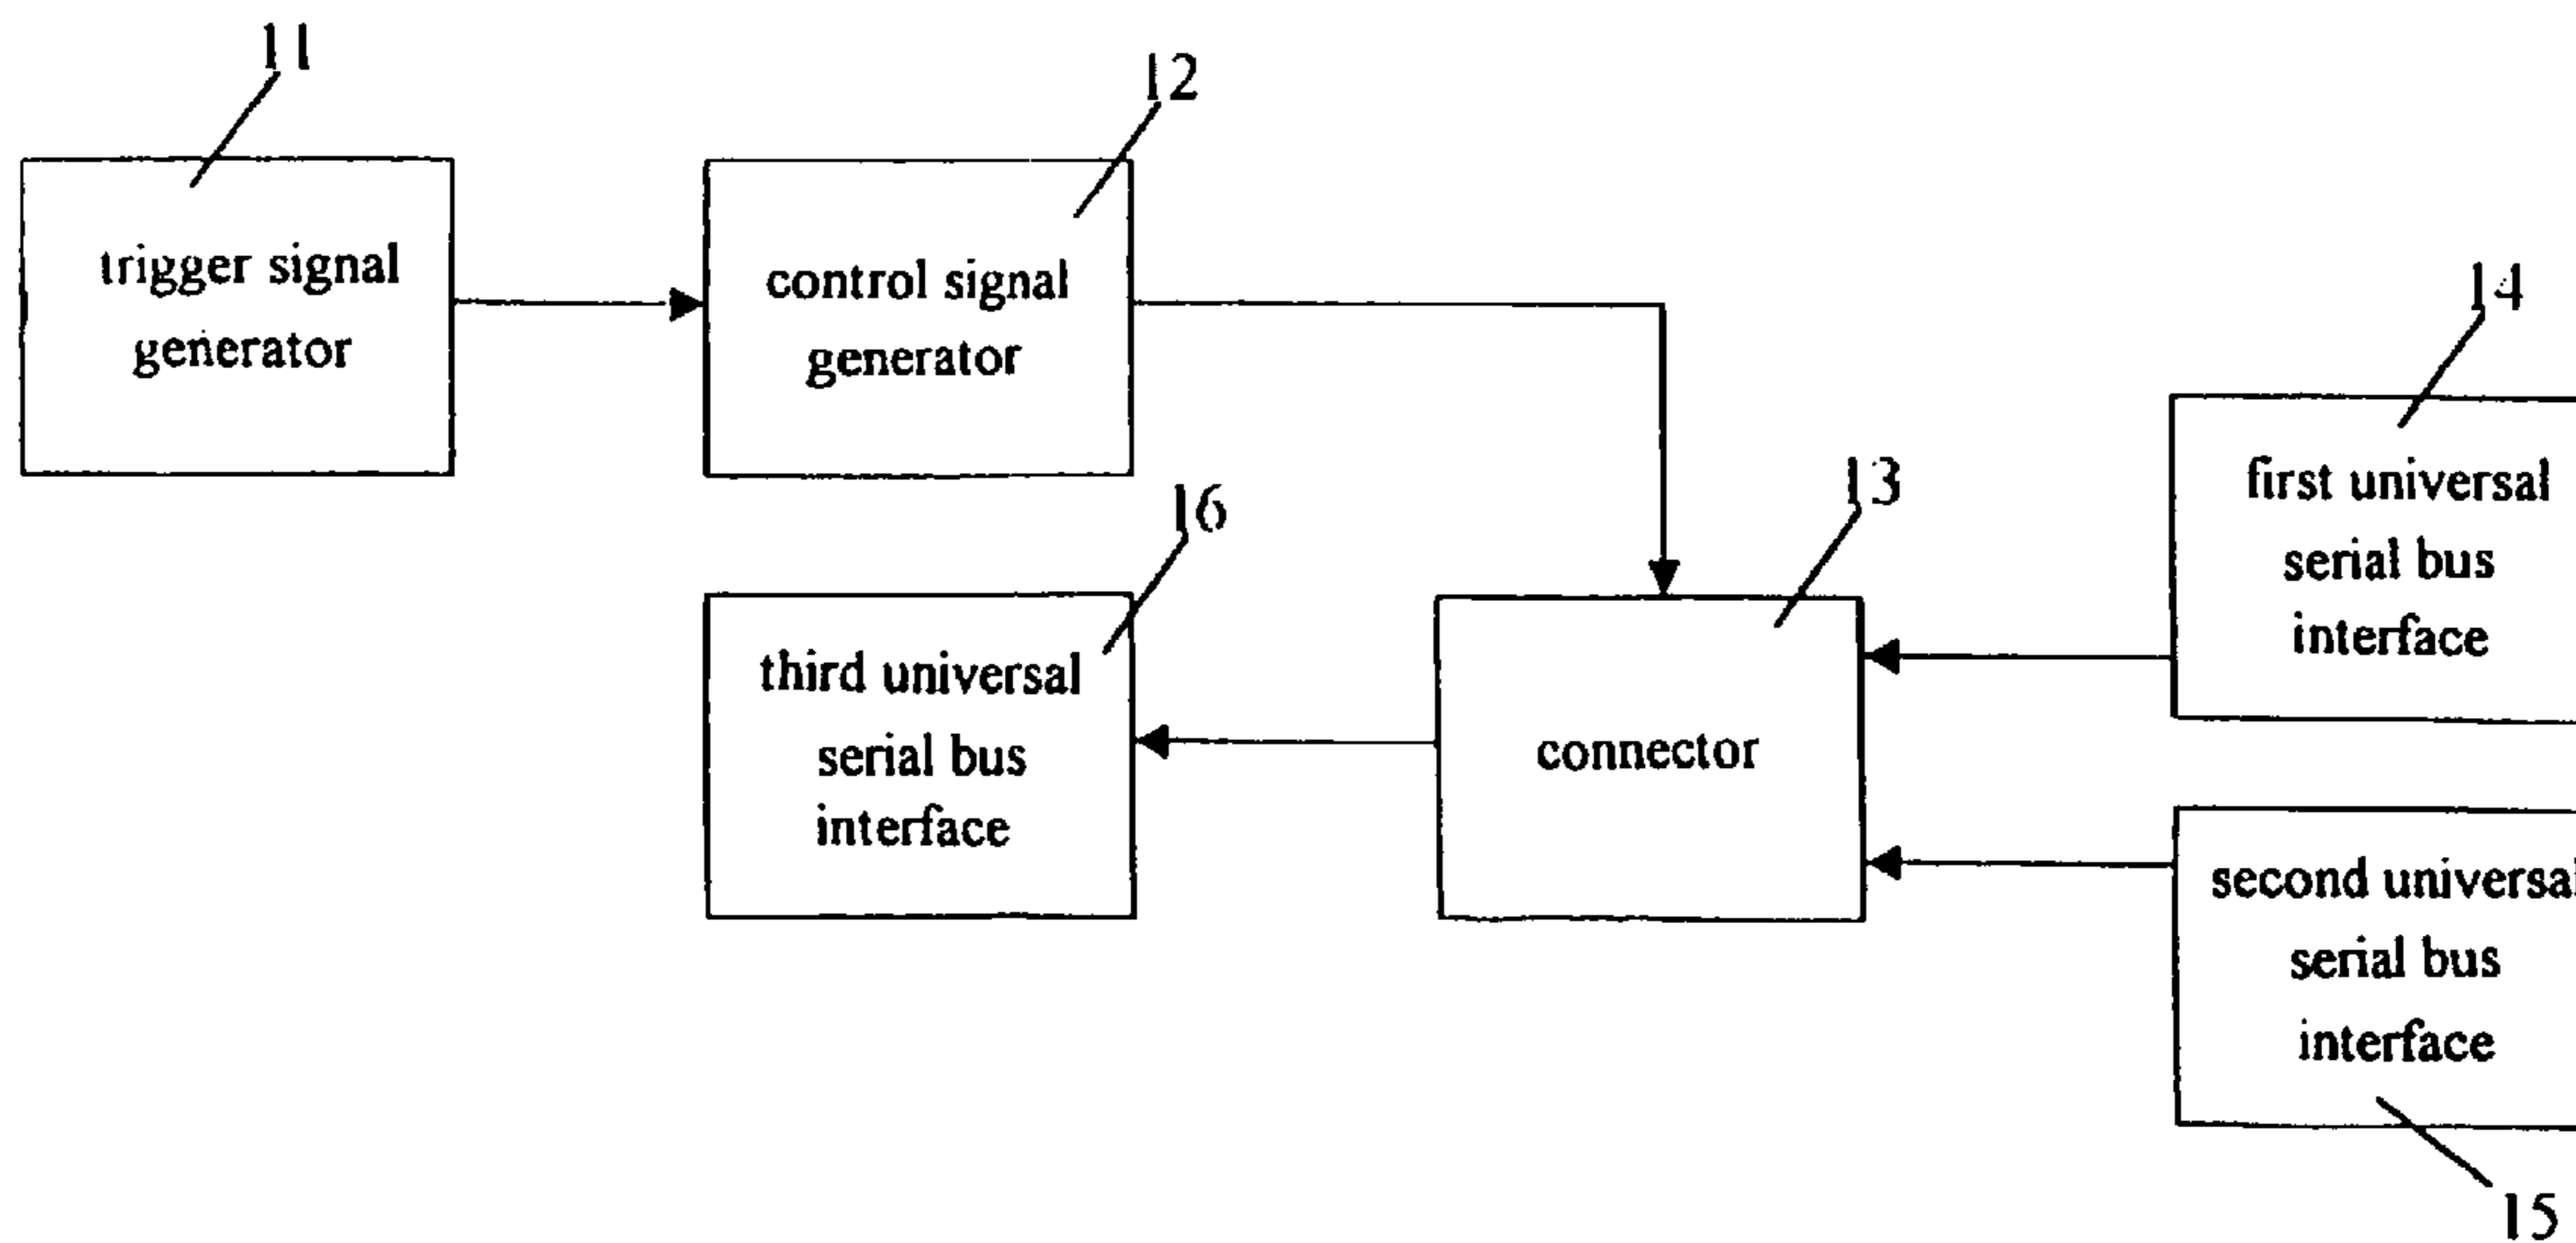 11
12
trigger signal
generator
control signal
generator
14
13
16
first universal
serial bus
interface
third universal
serial bus
interface
connector
second universal
serial bus
interface
15